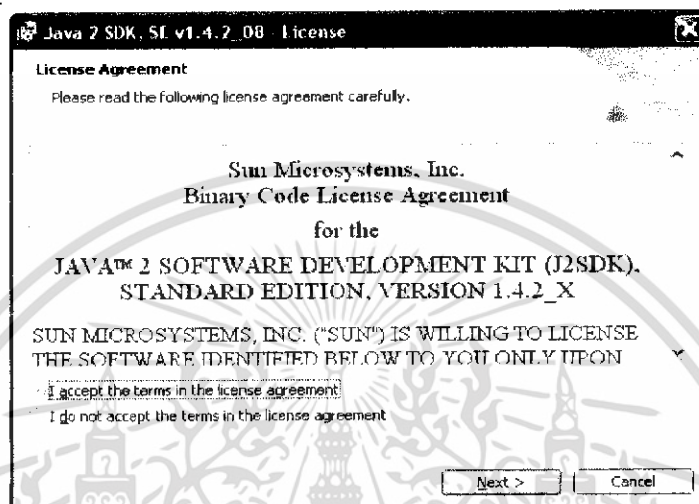 Java 2 SDK, SE v1.4.2_08 - License
License Agreement
Please read the following license agreement carefully.
Sun Microsystems, Inc.
Binary Code License Agreement
for the
JAVA™ 2 SOFTWARE DEVELOPMENT KIT (J2SDK),
STANDARD EDITION, VERSION 1.4.2_X
SUN MICROSYSTEMS, INC. ("SUN") IS WILLING TO LICENSE
THE SOFTWARE IDENTIFIED BELOW TO YOU ONLY UPON
I accept the terms in the license agreement
I do not accept the terms in the license agreement
Next > Cancel